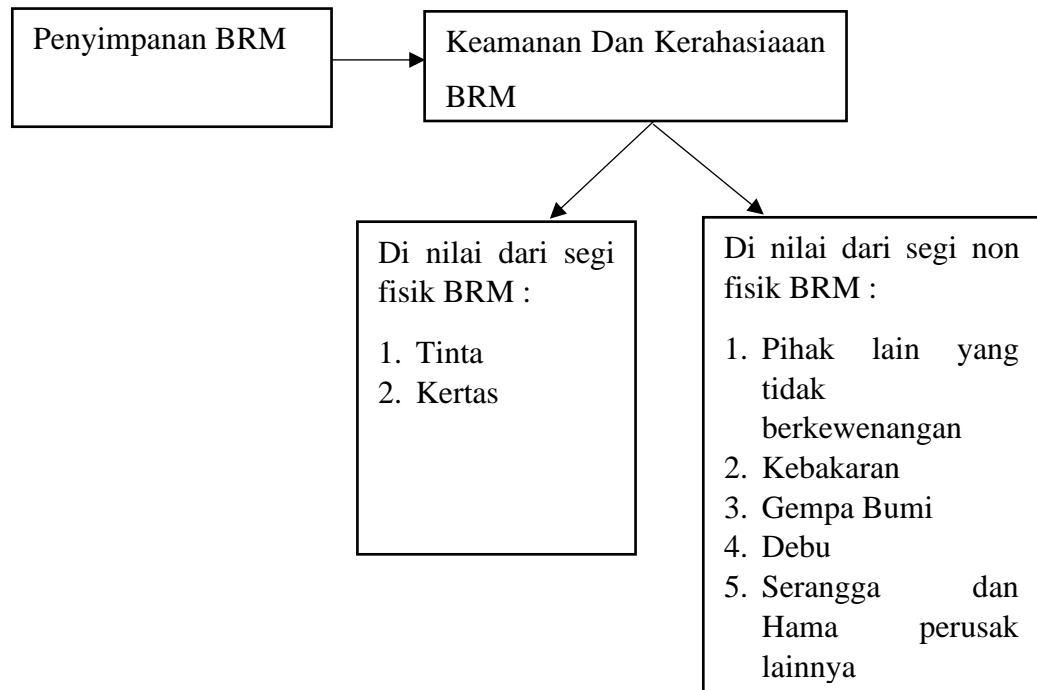 Penyimpanan BRM
Keamanan Dan Kerahasiaaan
BRM
Di nilai dari segi
fisik BRM :
1. Tinta
2. Kertas
Di nilai dari segi non
fisik BRM :
1. Pihak lain yang
tidak
berkewenangan
2. Kebakaran
3. Gempa Bumi
4. Debu
5. Serangga dan
Hama perusak
lainnya